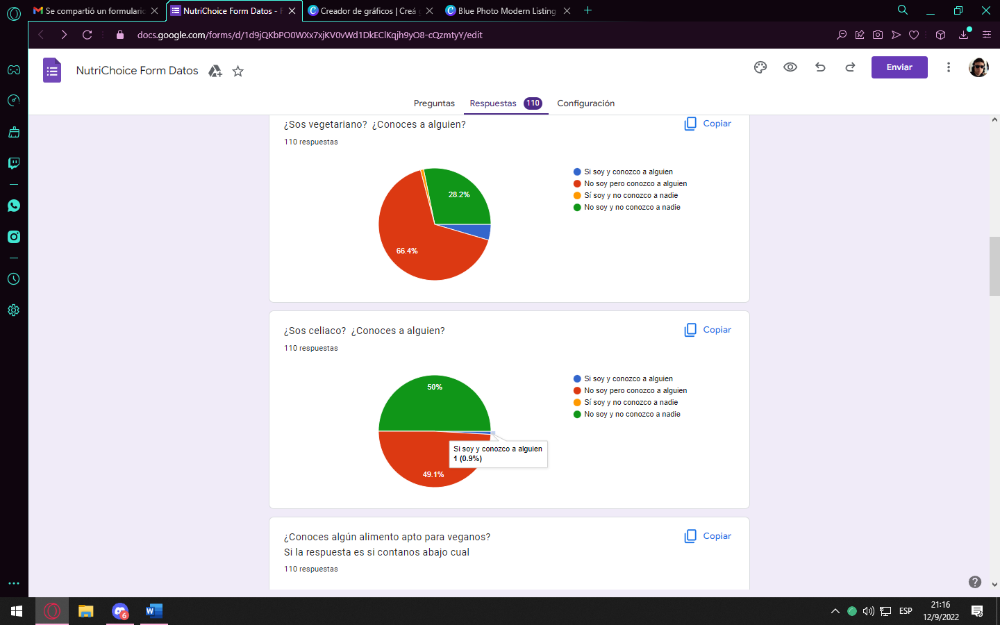 Se compartió un formulario
NutriChoice Form Datos - F
Creador de gráficos | Creá g
Blue Photo Modern Listing
docs.google.com/forms/d/1d9jQKbPO0WXx7xjKV0vWd1DkEClKqjh9yO8-cQzmtyY/edit
NutriChoice Form Datos
Enviar
Preguntas
Respuestas 110
Configuración
¿Sos vegetariano? ¿Conoces a alguien?
Copiar
110 respuestas
28.2%
66.4%
Si soy y conozco a alguien
No soy pero conozco a alguien
Sí soy y no conozco a nadie
No soy y no conozco a nadie
¿Sos celiaco? ¿Conoces a alguien?
Copiar
110 respuestas
50%
49.1%
Si soy y conozco a alguien
1 (0.9%)
Si soy y conozco a alguien
No soy pero conozco a alguien
Sí soy y no conozco a nadie
No soy y no conozco a nadie
¿Conoces algún alimento apto para veganos?
Si la respuesta es si contanos abajo cual
Copiar
110 respuestas
6
W
ESP
21:16
12/9/2022